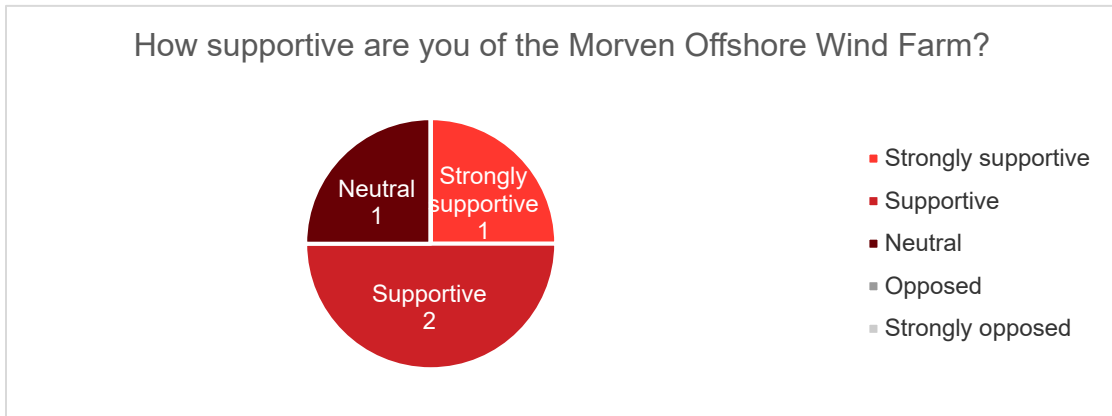 How supportive are you of the Morven Offshore Wind Farm?
Neutral
1
Strongly
supportive
1
Supportive
2
Strongly supportive
Supportive
Neutral
Opposed
Strongly opposed